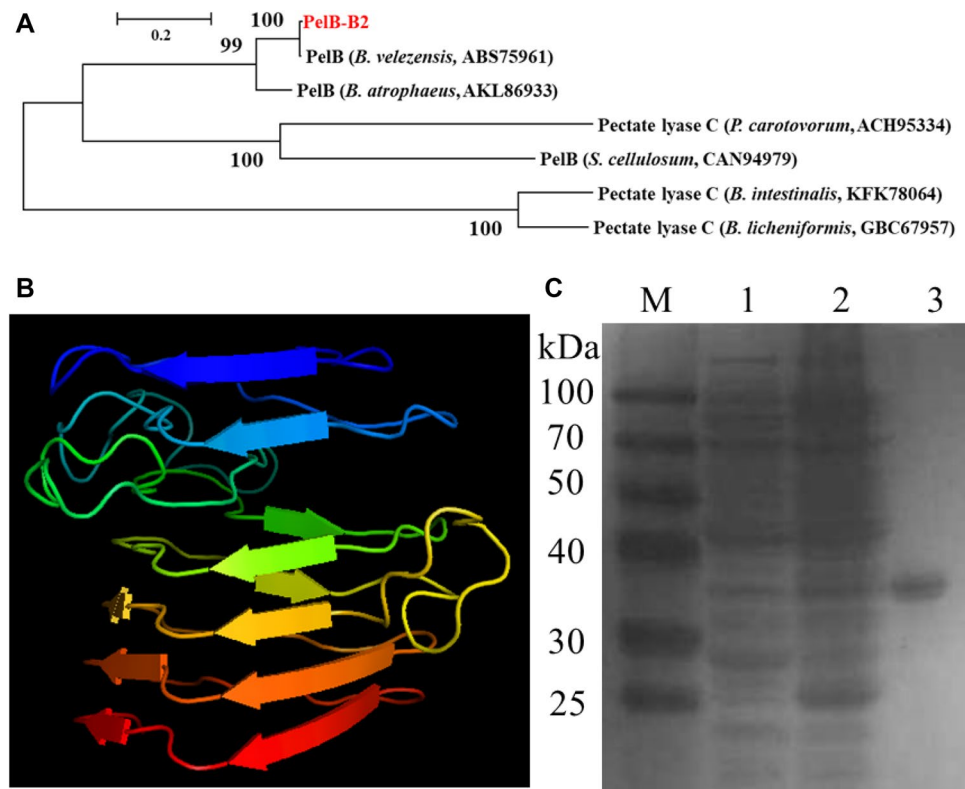 A
0.2
100
PelB-B2
99
PelB (B. velezensis, ABS75961)
PelB (B. atrophaeus, AKL86933)
Pectate lyase C (P. carotovorum, ACH95334)
100
PelB (S. cellulosum, CAN94979)
Pectate lyase C (B. intestinalis, KFK78064)
100
Pectate lyase C (B. licheniformis, GBC67957)
B
C
M 1 2 3
kDa
100
70
50
40
30
25